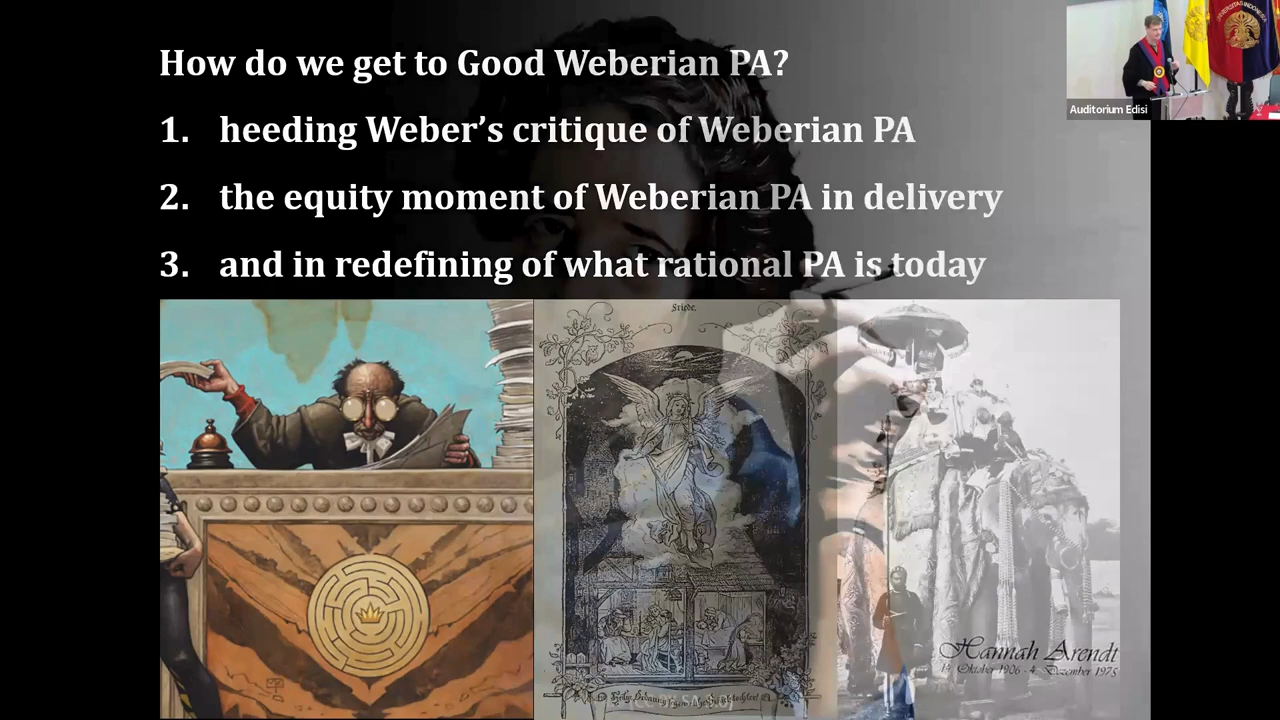 How do we get to Good Weberian PA?
1. heeding Weber's critique of Weberian PA
2. the equity moment of Weberian PA in delivery
3. and in redefining of what rational PA is today
Auditorium Edisi
UNIVERSITAS INDONESIA
Friede.
Hannah Arendt
14. Oktober 1906 - 4. Dezember 1975